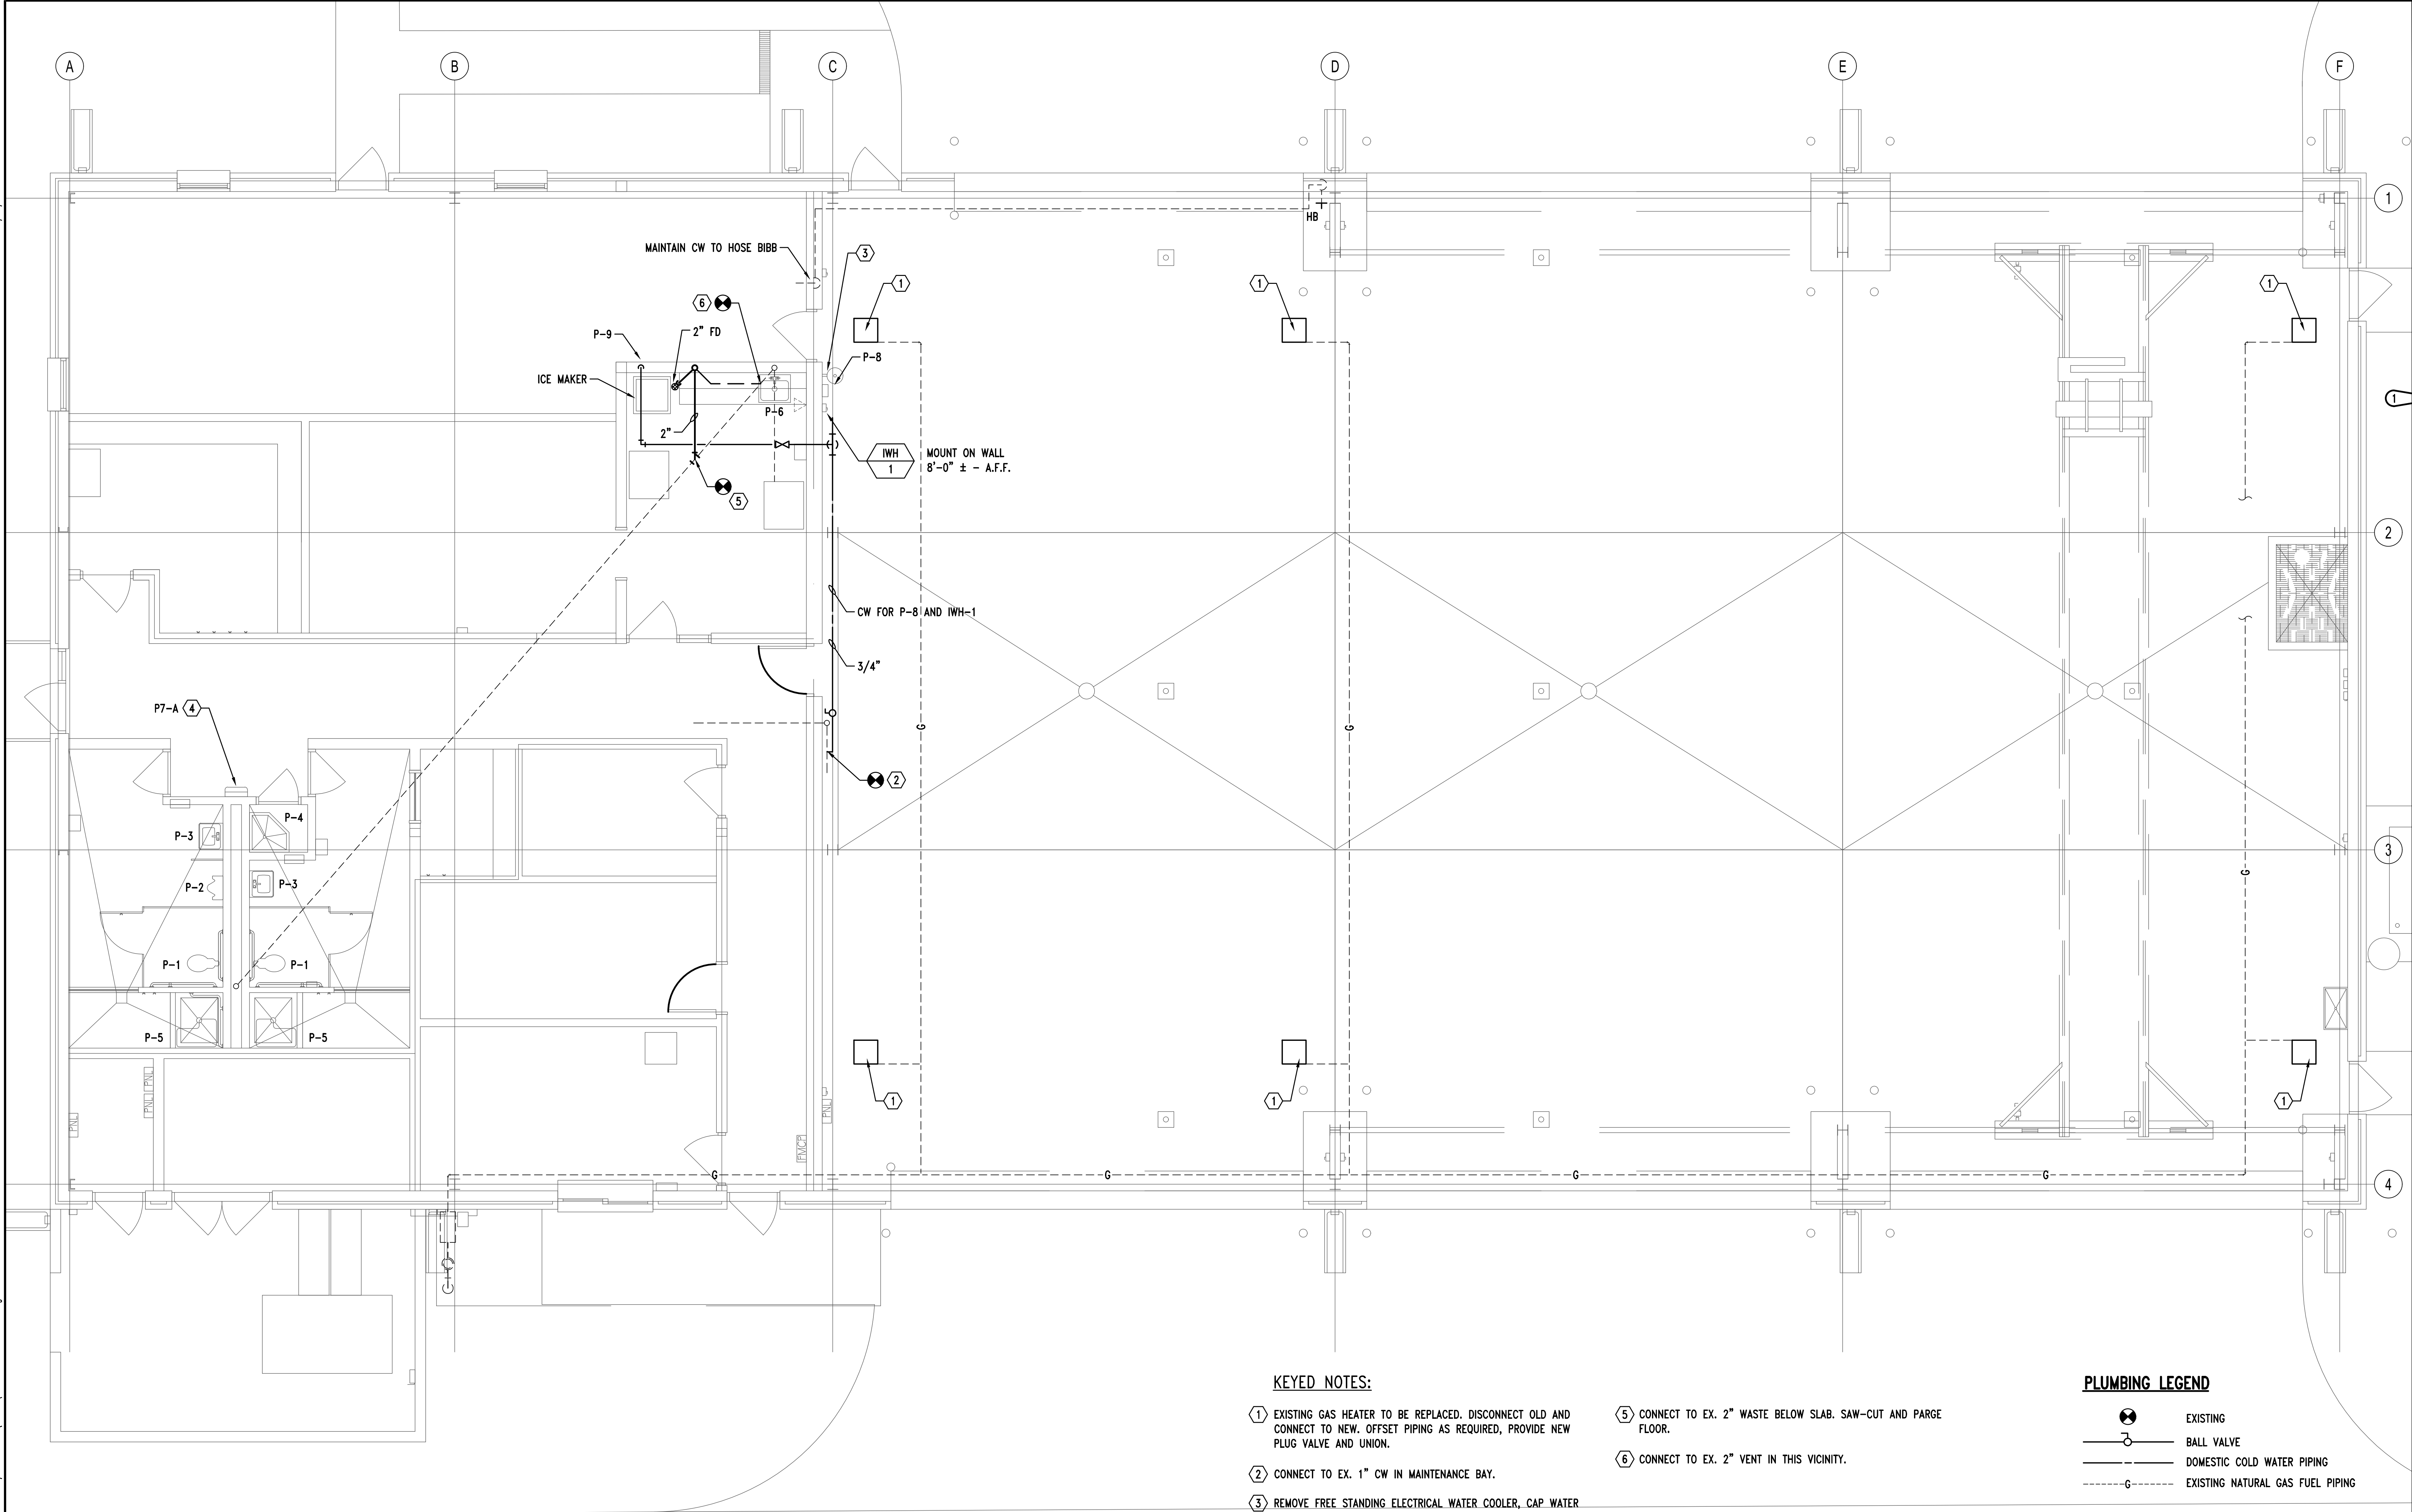 A
B
C
D
E
F
1
HB
MAINTAIN CW TO HOSE BIBB
3
1
1
1
6
2" FD
P-9
P-8
ICE MAKER
1
P-6
2"
IWH
1
MOUNT ON WALL
8'-0" ± - A.F.F.
5
2
CW FOR P-8 AND IWH-1
3/4"
P7-A
4
G
G
2
P-4
P-3
3
G
P-2
P-3
P-1
P-1
P-5
P-5
PNL
PNL
PNL
PNL
FMCP
1
1
1
G
G
G
G
4
KEYED NOTES:
1 EXISTING GAS HEATER TO BE REPLACED. DISCONNECT OLD AND
CONNECT TO NEW. OFFSET PIPING AS REQUIRED, PROVIDE NEW
PLUG VALVE AND UNION.
2 CONNECT TO EX. 1" CW IN MAINTENANCE BAY.
3 REMOVE FREE STANDING ELECTRICAL WATER COOLER, CAP WATER
5 CONNECT TO EX. 2" WASTE BELOW SLAB. SAW-CUT AND PARGE
FLOOR.
6 CONNECT TO EX. 2" VENT IN THIS VICINITY.
PLUMBING LEGEND
EXISTING
BALL VALVE
DOMESTIC COLD WATER PIPING
G EXISTING NATURAL GAS FUEL PIPING